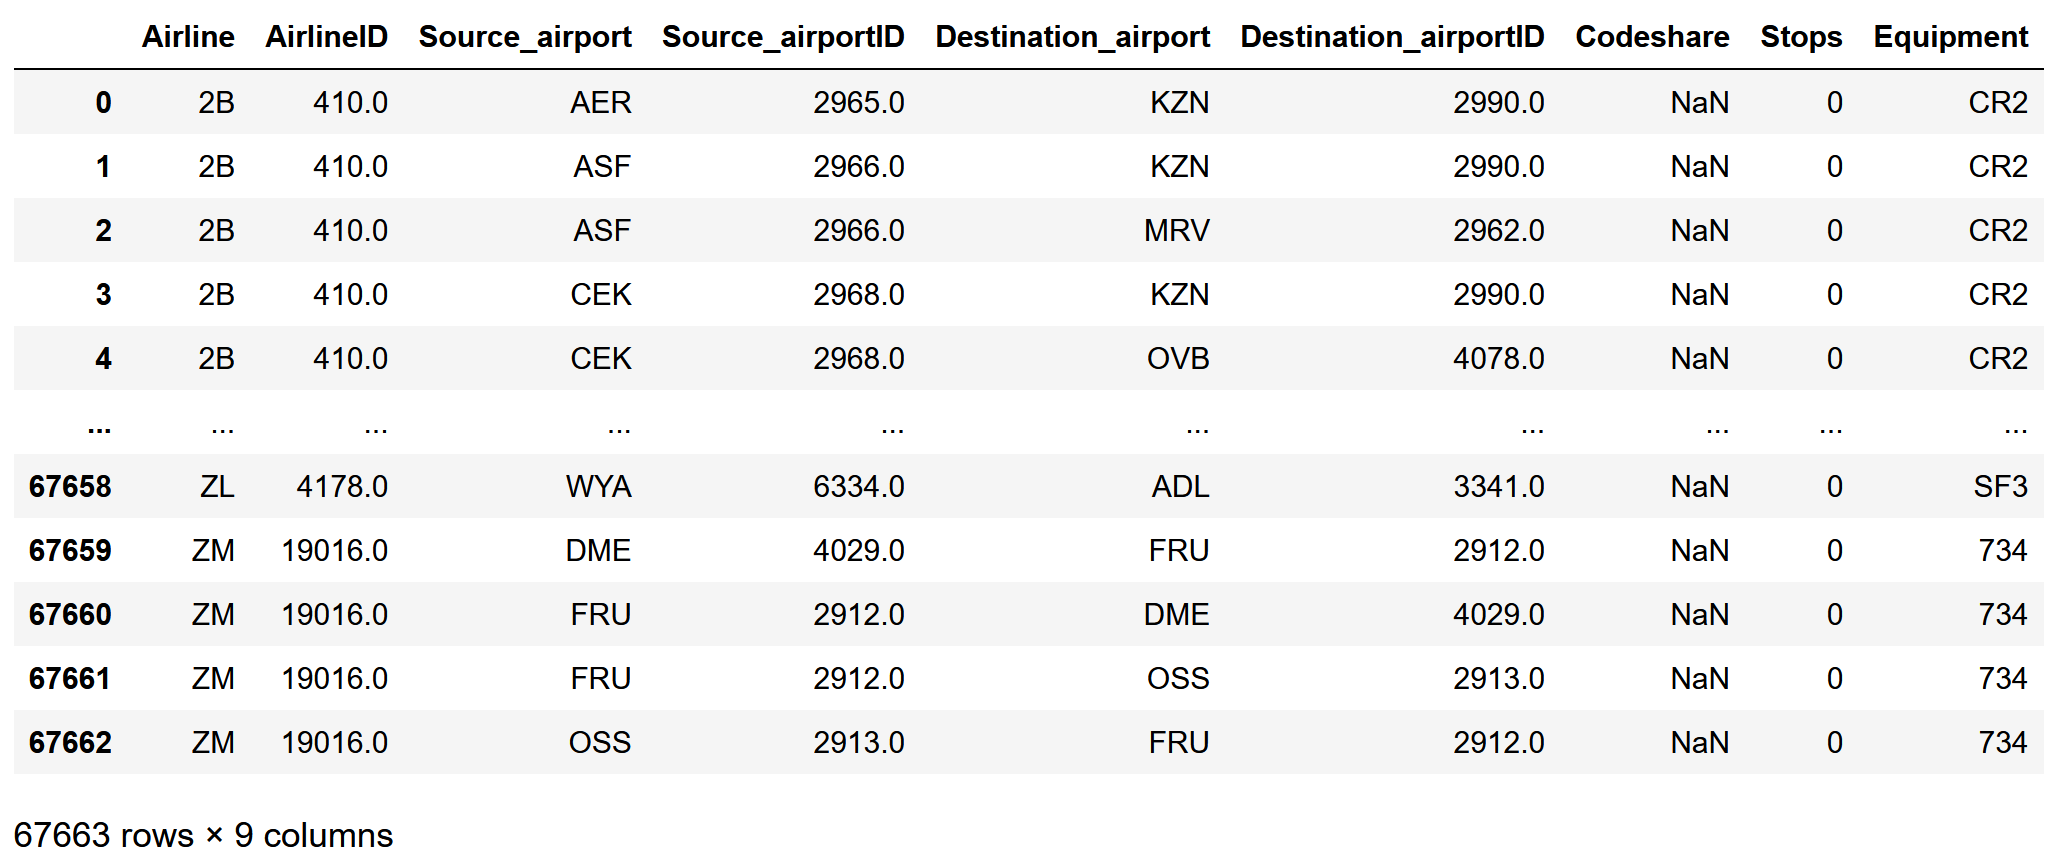 Airline AirlineID Source_airport Source_airportID Destination_airport Destination_airportID Codeshare Stops Equipment
0 2B 410.0 AER 2965.0 KZN 2990.0 NaN 0 CR2
1 2B 410.0 ASF 2966.0 KZN 2990.0 NaN 0 CR2
2 2B 410.0 ASF 2966.0 MRV 2962.0 NaN 0 CR2
3 2B 410.0 CEK 2968.0 KZN 2990.0 NaN 0 CR2
4 2B 410.0 CEK 2968.0 OVB 4078.0 NaN 0 CR2
... ... ... ... ... ... ... ... ... ...
67658 ZL 4178.0 WYA 6334.0 ADL 3341.0 NaN 0 SF3
67659 ZM 19016.0 DME 4029.0 FRU 2912.0 NaN 0 734
67660 ZM 19016.0 FRU 2912.0 DME 4029.0 NaN 0 734
67661 ZM 19016.0 FRU 2912.0 OSS 2913.0 NaN 0 734
67662 ZM 19016.0 OSS 2913.0 FRU 2912.0 NaN 0 734
67663 rows × 9 columns